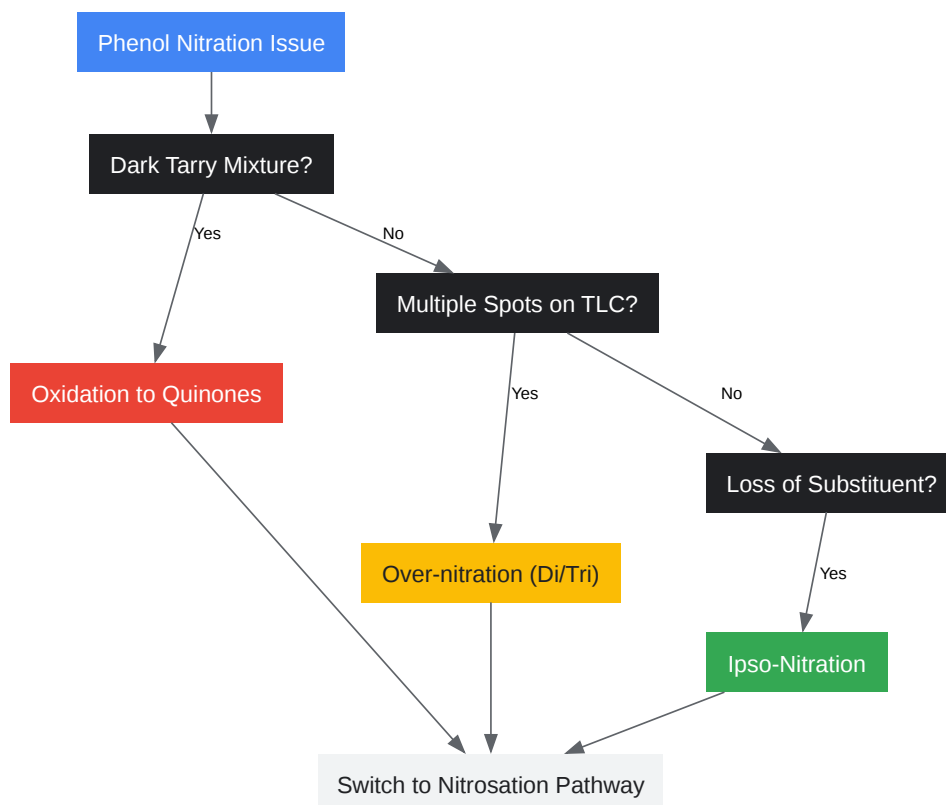 Phenol Nitration Issue
Dark Tarry Mixture?
Yes
No
Multiple Spots on TLC?
Oxidation to Quinones
Yes
No
Loss of Substituent?
Over-nitration (Di/Tri)
Yes
Ipso-Nitration
Switch to Nitrosation Pathway